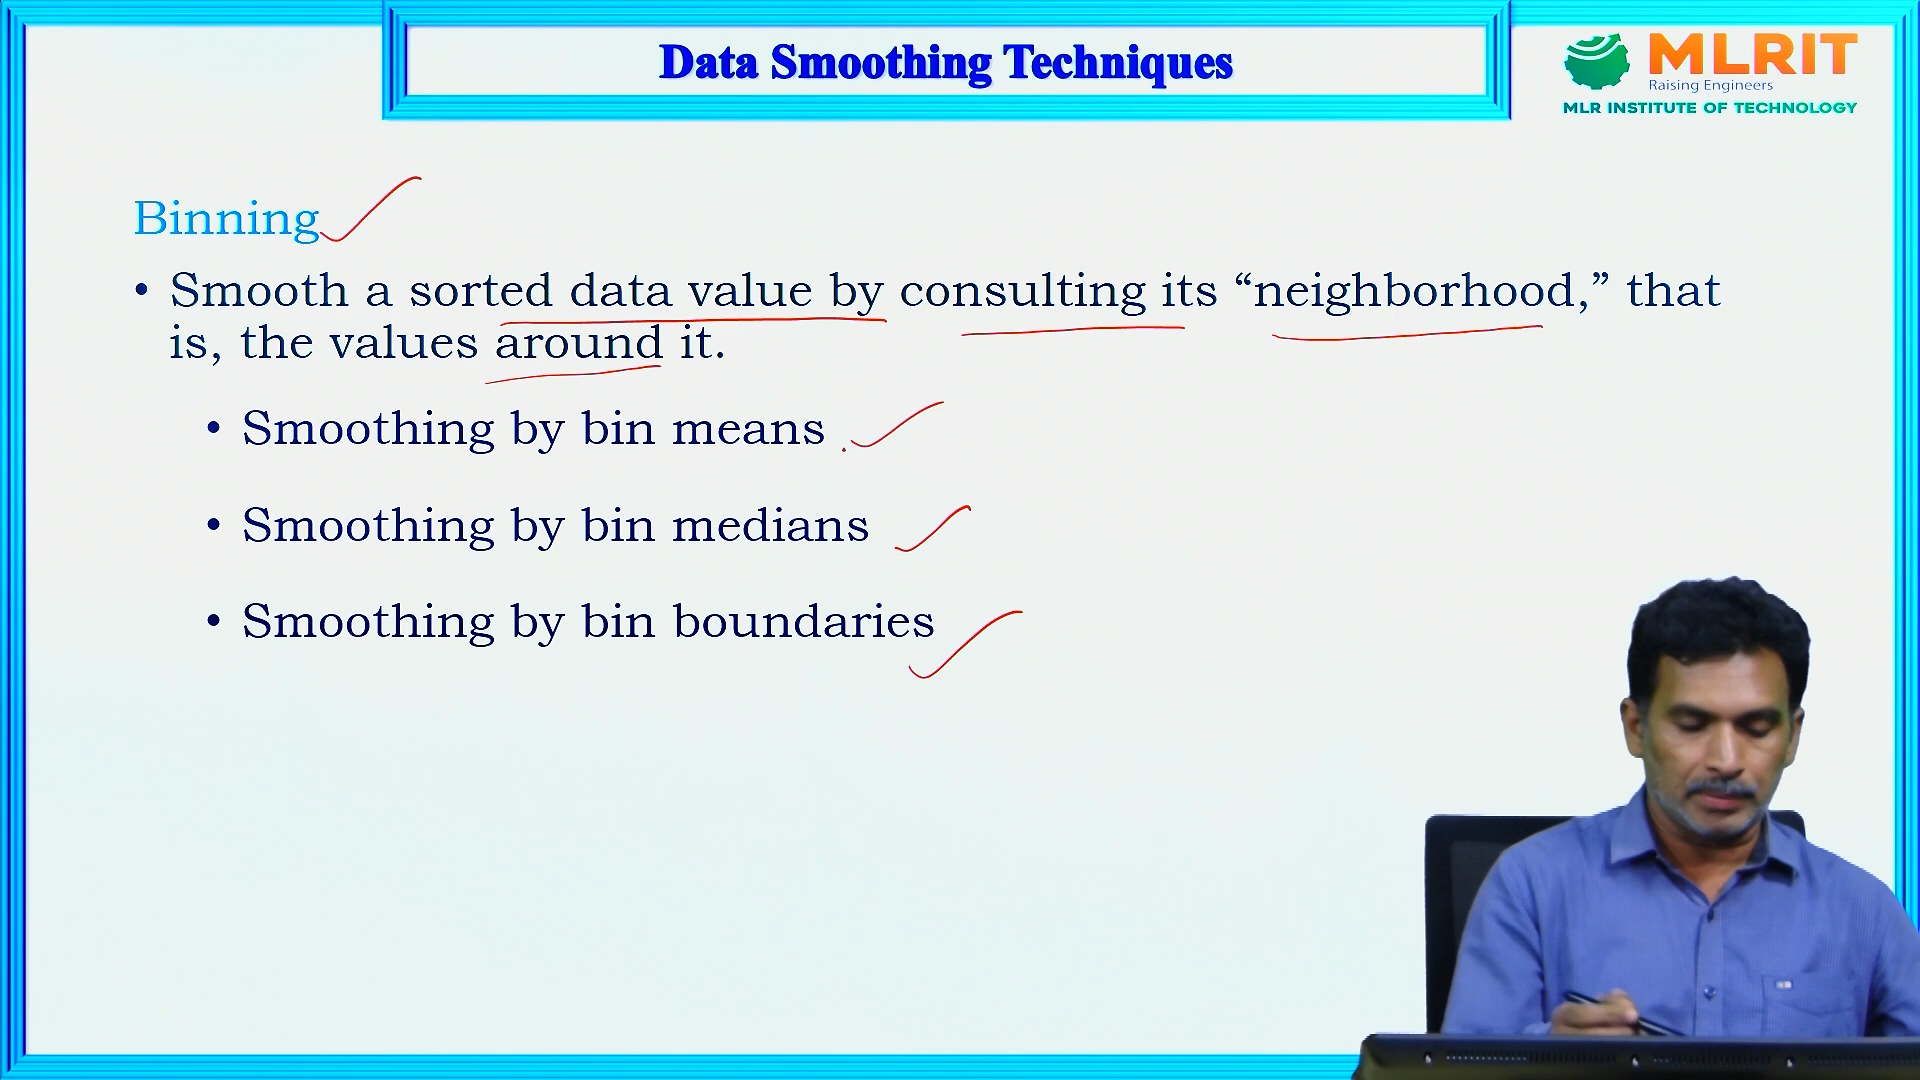 Data Smoothing Techniques
MLRIT
Raising Engineers
MLR INSTITUTE OF TECHNOLOGY
Binning
• Smooth a sorted data value by consulting its “neighborhood,” that
is, the values around it.
• Smoothing by bin means
• Smoothing by bin medians
• Smoothing by bin boundaries